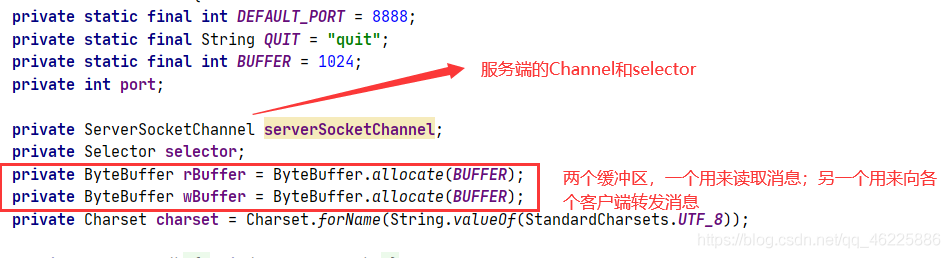 private static final int DEFAULT_PORT = 8888;
private static final String QUIT = "quit";
private static final int BUFFER = 1024;
private int port;
服务端的Channel和selector
private ServerSocketChannel serverSocketChannel;
private Selector selector;
private ByteBuffer rBuffer = ByteBuffer.allocate(BUFFER);
private ByteBuffer wBuffer = ByteBuffer.allocate(BUFFER);
两个缓冲区，一个用来读取消息；另一个用来向各
个客户端转发消息
private Charset charset = Charset.forName(String.valueOf(StandardCharsets.UTF_8));
https://blog.csdn.net/qq_46225886